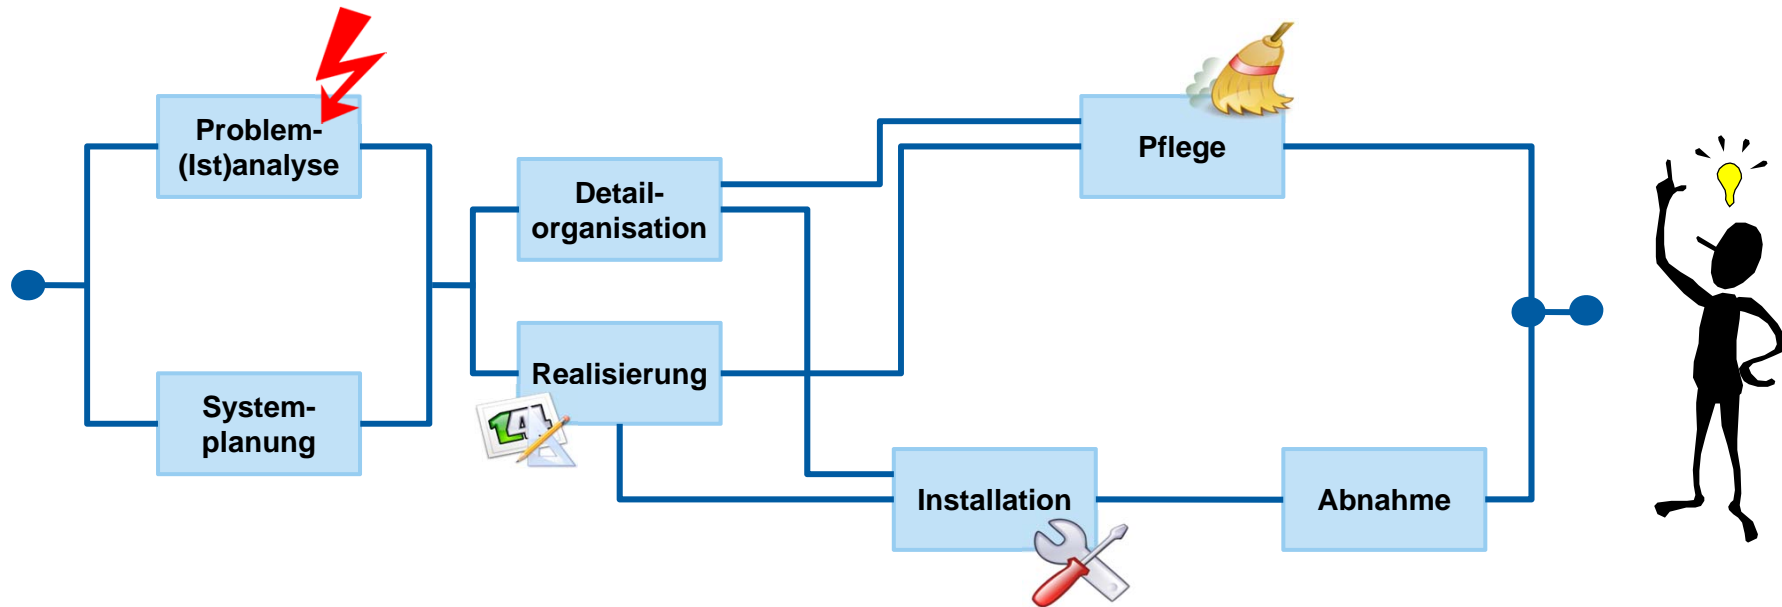 Problem-
(Ist)analyse
System-
planung
Detail-
organisation
Realisierung
Pflege
Installation
Abnahme